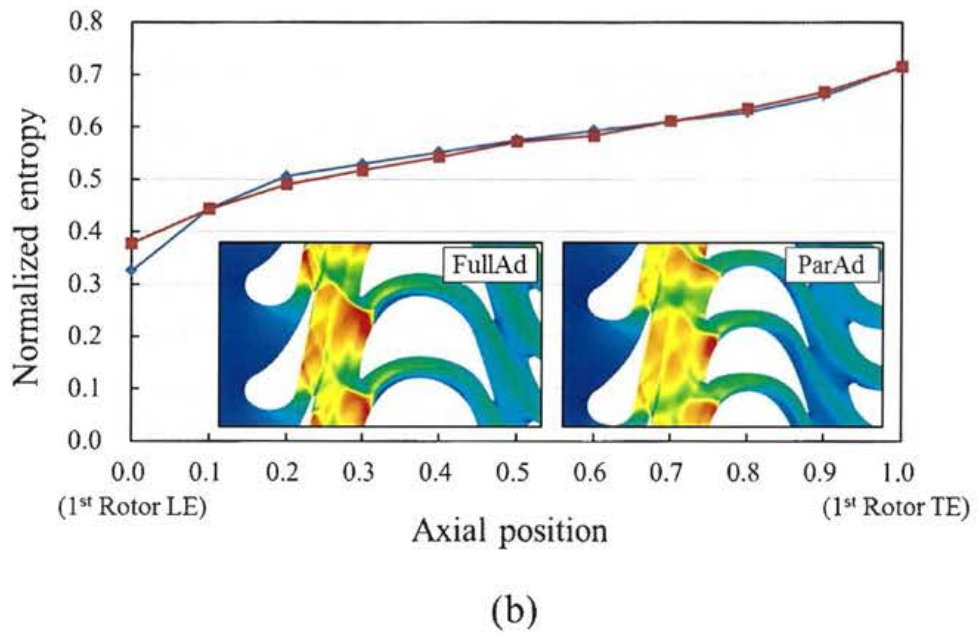 0.8
0.7
0.6
0.5
0.4
0.3
0.2
0.1
0.0
Normalized entropy
FullAd
ParAd
0.0 0.1 0.2 0.3 0.4 0.5 0.6 0.7 0.8 0.9 1.0
(1st Rotor LE) (1st Rotor TE)
Axial position
(b)